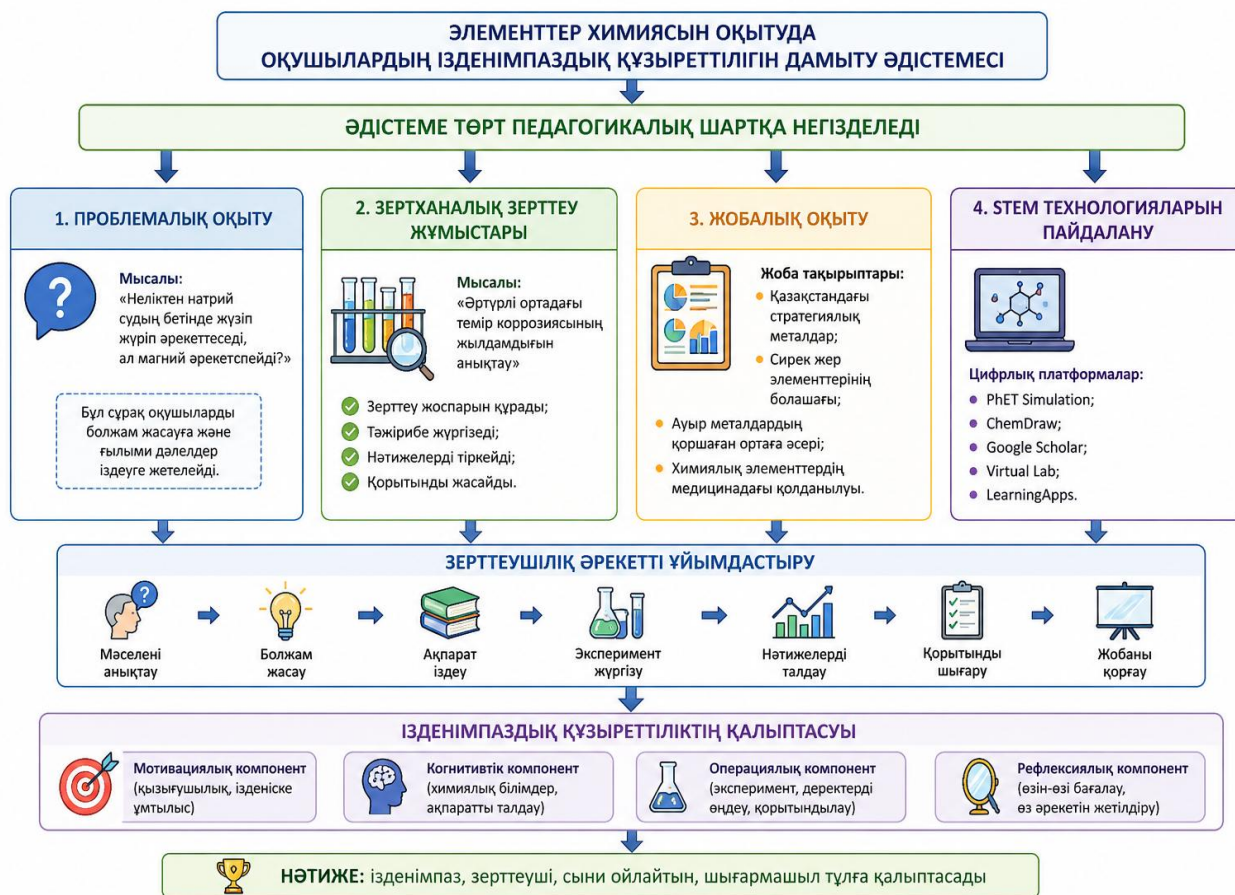 ЭЛЕМЕНТТЕР ХИМИЯСЫН ОҚЫТУДА
ОҚУШЫЛАРДЫҢ ІЗДЕНІМПАЗДЫҚ ҚҰЗЫРЕТТІЛІГІН ДАМЫТУ ӘДІСТЕМЕСІ
ӘДІСТЕМЕ ТӨРТ ПЕДАГОГИКАЛЫҚ ШАРТҚА НЕГІЗДЕЛЕДІ
1. ПРОБЛЕМАЛЫҚ ОҚЫТУ
?
Мысалы:
«Неліктен натрий
судың бетінде жүзіп
жүріп әрекеттеседі,
ал магний әрекетспейді?»
Бұл сұрақ оқушыларды
болжам жасауға және
ғылыми дәлелдер
іздеуге жетелейді.
2. ЗЕРТХАНАЛЫҚ ЗЕРТТЕУ
ЖҰМЫСТАРЫ
Мысалы:
«Әртүрлі ортадағы
темір коррозиясының
жылдамдығын
анықтау»
Зерттеу жоспарын құрады;
Тәжірибе жүргізеді;
Нәтижелерді тіркейді;
Қорытынды жасайды.
3. ЖОБАЛЫҚ ОҚЫТУ
Жоба тақырыптары:
• Қазақстандағы
стратегиялық
металдар;
• Сирек жер
элементтерінің
болашағы;
• Ауыр металдардың
қоршаған ортаға әсері;
• Химиялық элементтердің
медицинадағы қолданылуы.
4. STEM ТЕХНОЛОГИЯЛАРЫН
ПАЙДАЛАНУ
Цифрлық платформалар:
• PhET Simulation;
• ChemDraw;
• Google Scholar;
• Virtual Lab;
• LearningApps.
ЗЕРТТЕУШІЛІК ӘРЕКЕТТІ ҰЙЫМДАСТЫРУ
?
Мәселені
анықтау
Болжам
жасау
Ақпарат
іздеу
Эксперимент
жүргізу
Нәтижелерді
талдау
Қорытынды
шығару
Жобаны
қорғау
ІЗДЕНІМПАЗДЫҚ ҚҰЗЫРЕТТІЛІКТІҢ ҚАЛЫПТАСУЫ
Мотивациялық компонент
(қызығушылық, ізденіске
ұмтылыс)
Когнитивтік компонент
(химиялық білімдер,
ақпаратты талдау)
Операциялық компонент
(эксперимент, деректерді
өңдеу, қорытындылау)
Рефлексиялық компонент
(өзін-өзі бағалау,
өз әрекетін жетілдіру)
НӘТИЖЕ: ізденімпаз, зерттеуші, сыни ойлайтын, шығармашыл тұлға қалыптасады